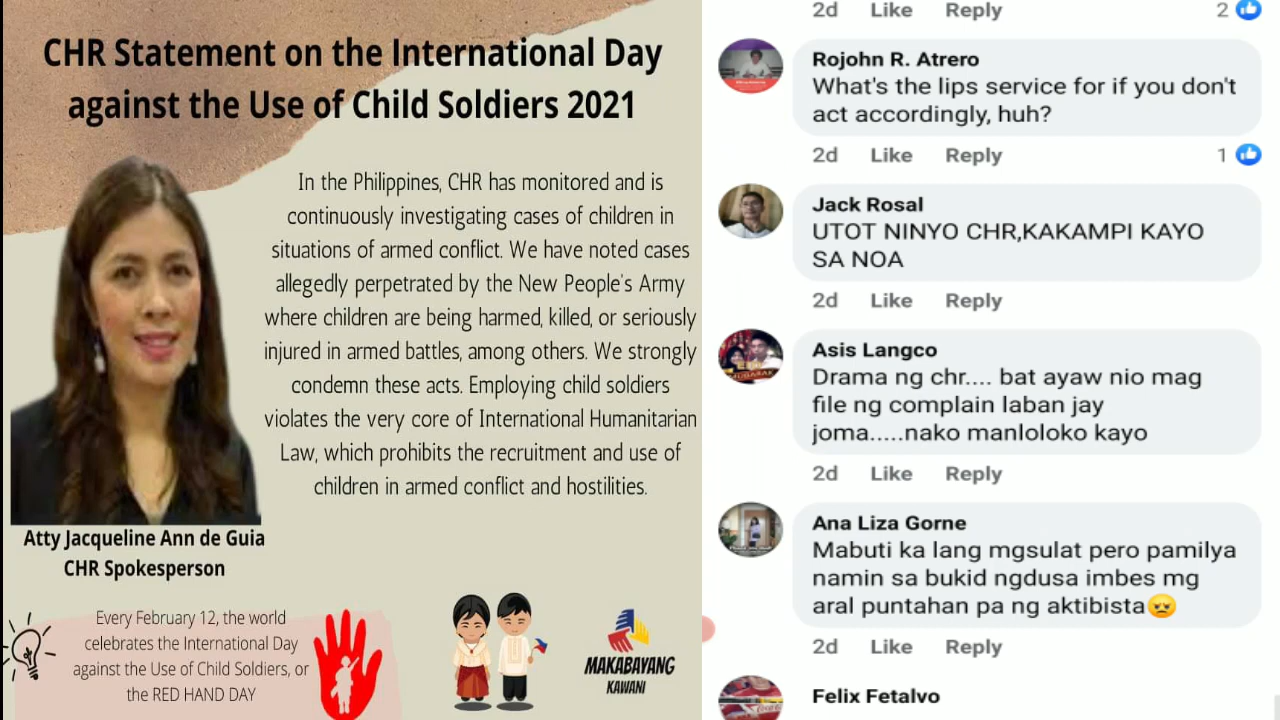 CHR Statement on the International Day
against the Use of Child Soldiers 2021
In the Philippines, CHR has monitored and is
continuously investigating cases of children in
situations of armed conflict. We have noted cases
allegedly perpetrated by the New People's Army
where children are being harmed, killed, or seriously
injured in armed battles, among others. We strongly
condemn these acts. Employing child soldiers
violates the very core of International Humanitarian
Law, which prohibits the recruitment and use of
children in armed conflict and hostilities.
Atty Jacqueline Ann de Guia
CHR Spokesperson
Every February 12, the world
celebrates the International Day
against the Use of Child Soldiers, or
the RED HAND DAY
MAKABAYANG
KAWANI
2d Like Reply 2
Rojohn R. Atrero
What's the lips service for if you don't
act accordingly, huh?
2d Like Reply 1
Jack Rosal
UTOT NINYO CHR,KAKAMPI KAYO
SA NOA
2d Like Reply
Asis Langco
Drama ng chr.... bat ayaw nio mag
file ng complain laban jay
joma.....nako manloloko kayo
2d Like Reply
Ana Liza Gorne
Mabuti ka lang mgsulat pero pamilya
namin sa bukid ngdusa imbes mg
aral puntahan pa ng aktibista😞
2d Like Reply
Felix Fetalvo